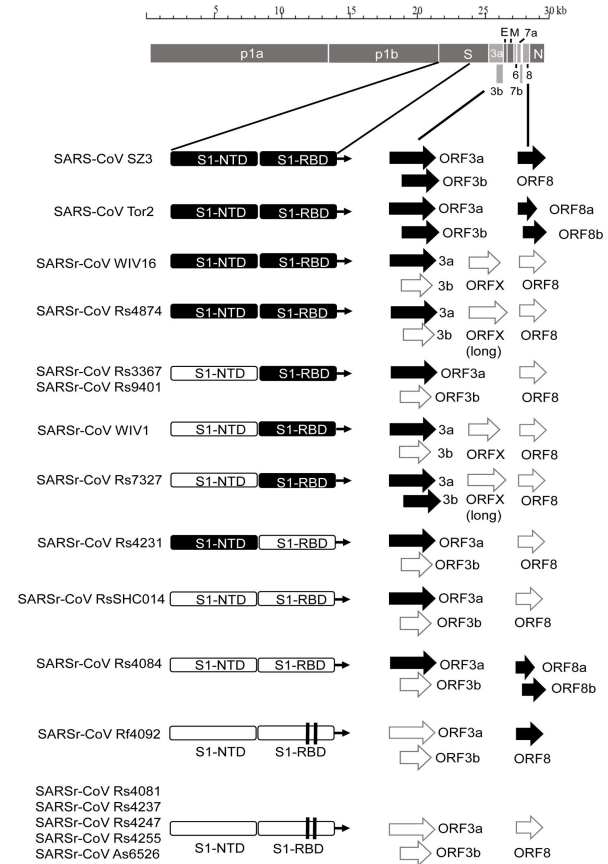 1 5 10 15 20 25 30 kb
E M 7a
p1a p1b S 3a N
6 8
3b 7b
SARS-CoV SZ3 S1-NTD S1-RBD ORF3a
ORF3b ORF8
SARS-CoV Tor2 S1-NTD S1-RBD ORF3a ORF8a
ORF3b ORF8b
SARSr-CoV WIV16 S1-NTD S1-RBD 3a
3b ORFX ORF8
SARSr-CoV Rs4874 S1-NTD S1-RBD 3a
3b ORFX ORF8
(long)
SARSr-CoV Rs3367 S1-NTD S1-RBD ORF3a
SARSr-CoV Rs9401 ORF3b ORF8
SARSr-CoV WIV1 S1-NTD S1-RBD 3a
3b ORFX ORF8
SARSr-CoV Rs7327 S1-NTD S1-RBD 3a
3b ORFX ORF8
(long)
SARSr-CoV Rs4231 S1-NTD S1-RBD ORF3a
ORF3b ORF8
SARSr-CoV RsSHC014 S1-NTD S1-RBD ORF3a
ORF3b ORF8
SARSr-CoV Rs4084 S1-NTD S1-RBD ORF3a ORF8a
ORF3b ORF8b
SARSr-CoV Rf4092 ORF3a
S1-NTD S1-RBD ORF3b ORF8
SARSr-CoV Rs4081
SARSr-CoV Rs4237
SARSr-CoV Rs4247 ORF3a
SARSr-CoV Rs4255
SARSr-CoV As6526 S1-NTD S1-RBD ORF3b ORF8